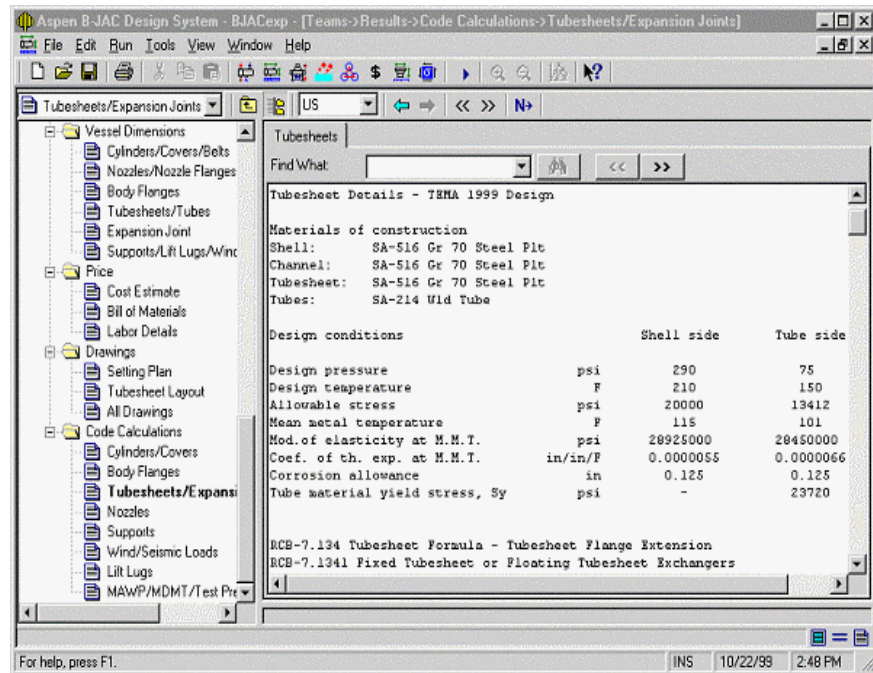 Aspen B-JAC Design System - BJACexp - [Teams->Results->Code Calculations->Tubesheets/Expansion Joints]
File Edit Run Tools View Window Help
Tubesheets/Expansion Joints US N
Vessel Dimensions
Cylinders/Covers/Belts
Nozzles/Nozzle Flanges
Body Flanges
Tubesheets/Tubes
Expansion Joint
Supports/Lift Lugs/Winc
Price
Cost Estimate
Bill of Materials
Labor Details
Drawings
Setting Plan
Tubesheet Layout
All Drawings
Code Calculations
Cylinders/Covers
Body Flanges
Tubesheets/Expansi
Nozzles
Supports
Wind/Seismic Loads
Lift Lugs
MAWP/MDMT/Test Pre
Tubesheets
Find What: << >>
Tubesheet Details - TEMA 1999 Design
Materials of construction
Shell: SA-516 Gr 70 Steel Plt
Channel: SA-516 Gr 70 Steel Plt
Tubesheet: SA-516 Gr 70 Steel Plt
Tubes: SA-214 Wld Tube
Design conditions Shell side Tube side
Design pressure psi 290 75
Design temperature F 210 150
Allowable stress psi 20000 13412
Mean metal temperature F 115 101
Mod.of elasticity at M.M.T. psi 28925000 28450000
Coef. of th. exp. at M.M.T. in/in/F 0.0000055 0.0000066
Corrosion allowance in 0.125 0.125
Tube material yield stress, Sy psi - 23720
RCB-7.134 Tubesheet Formula - Tubesheet Flange Extension
RCB-7.1341 Fixed Tubesheet or Floating Tubesheet Exchangers
For help, press F1. INS 10/22/99 2:48 PM